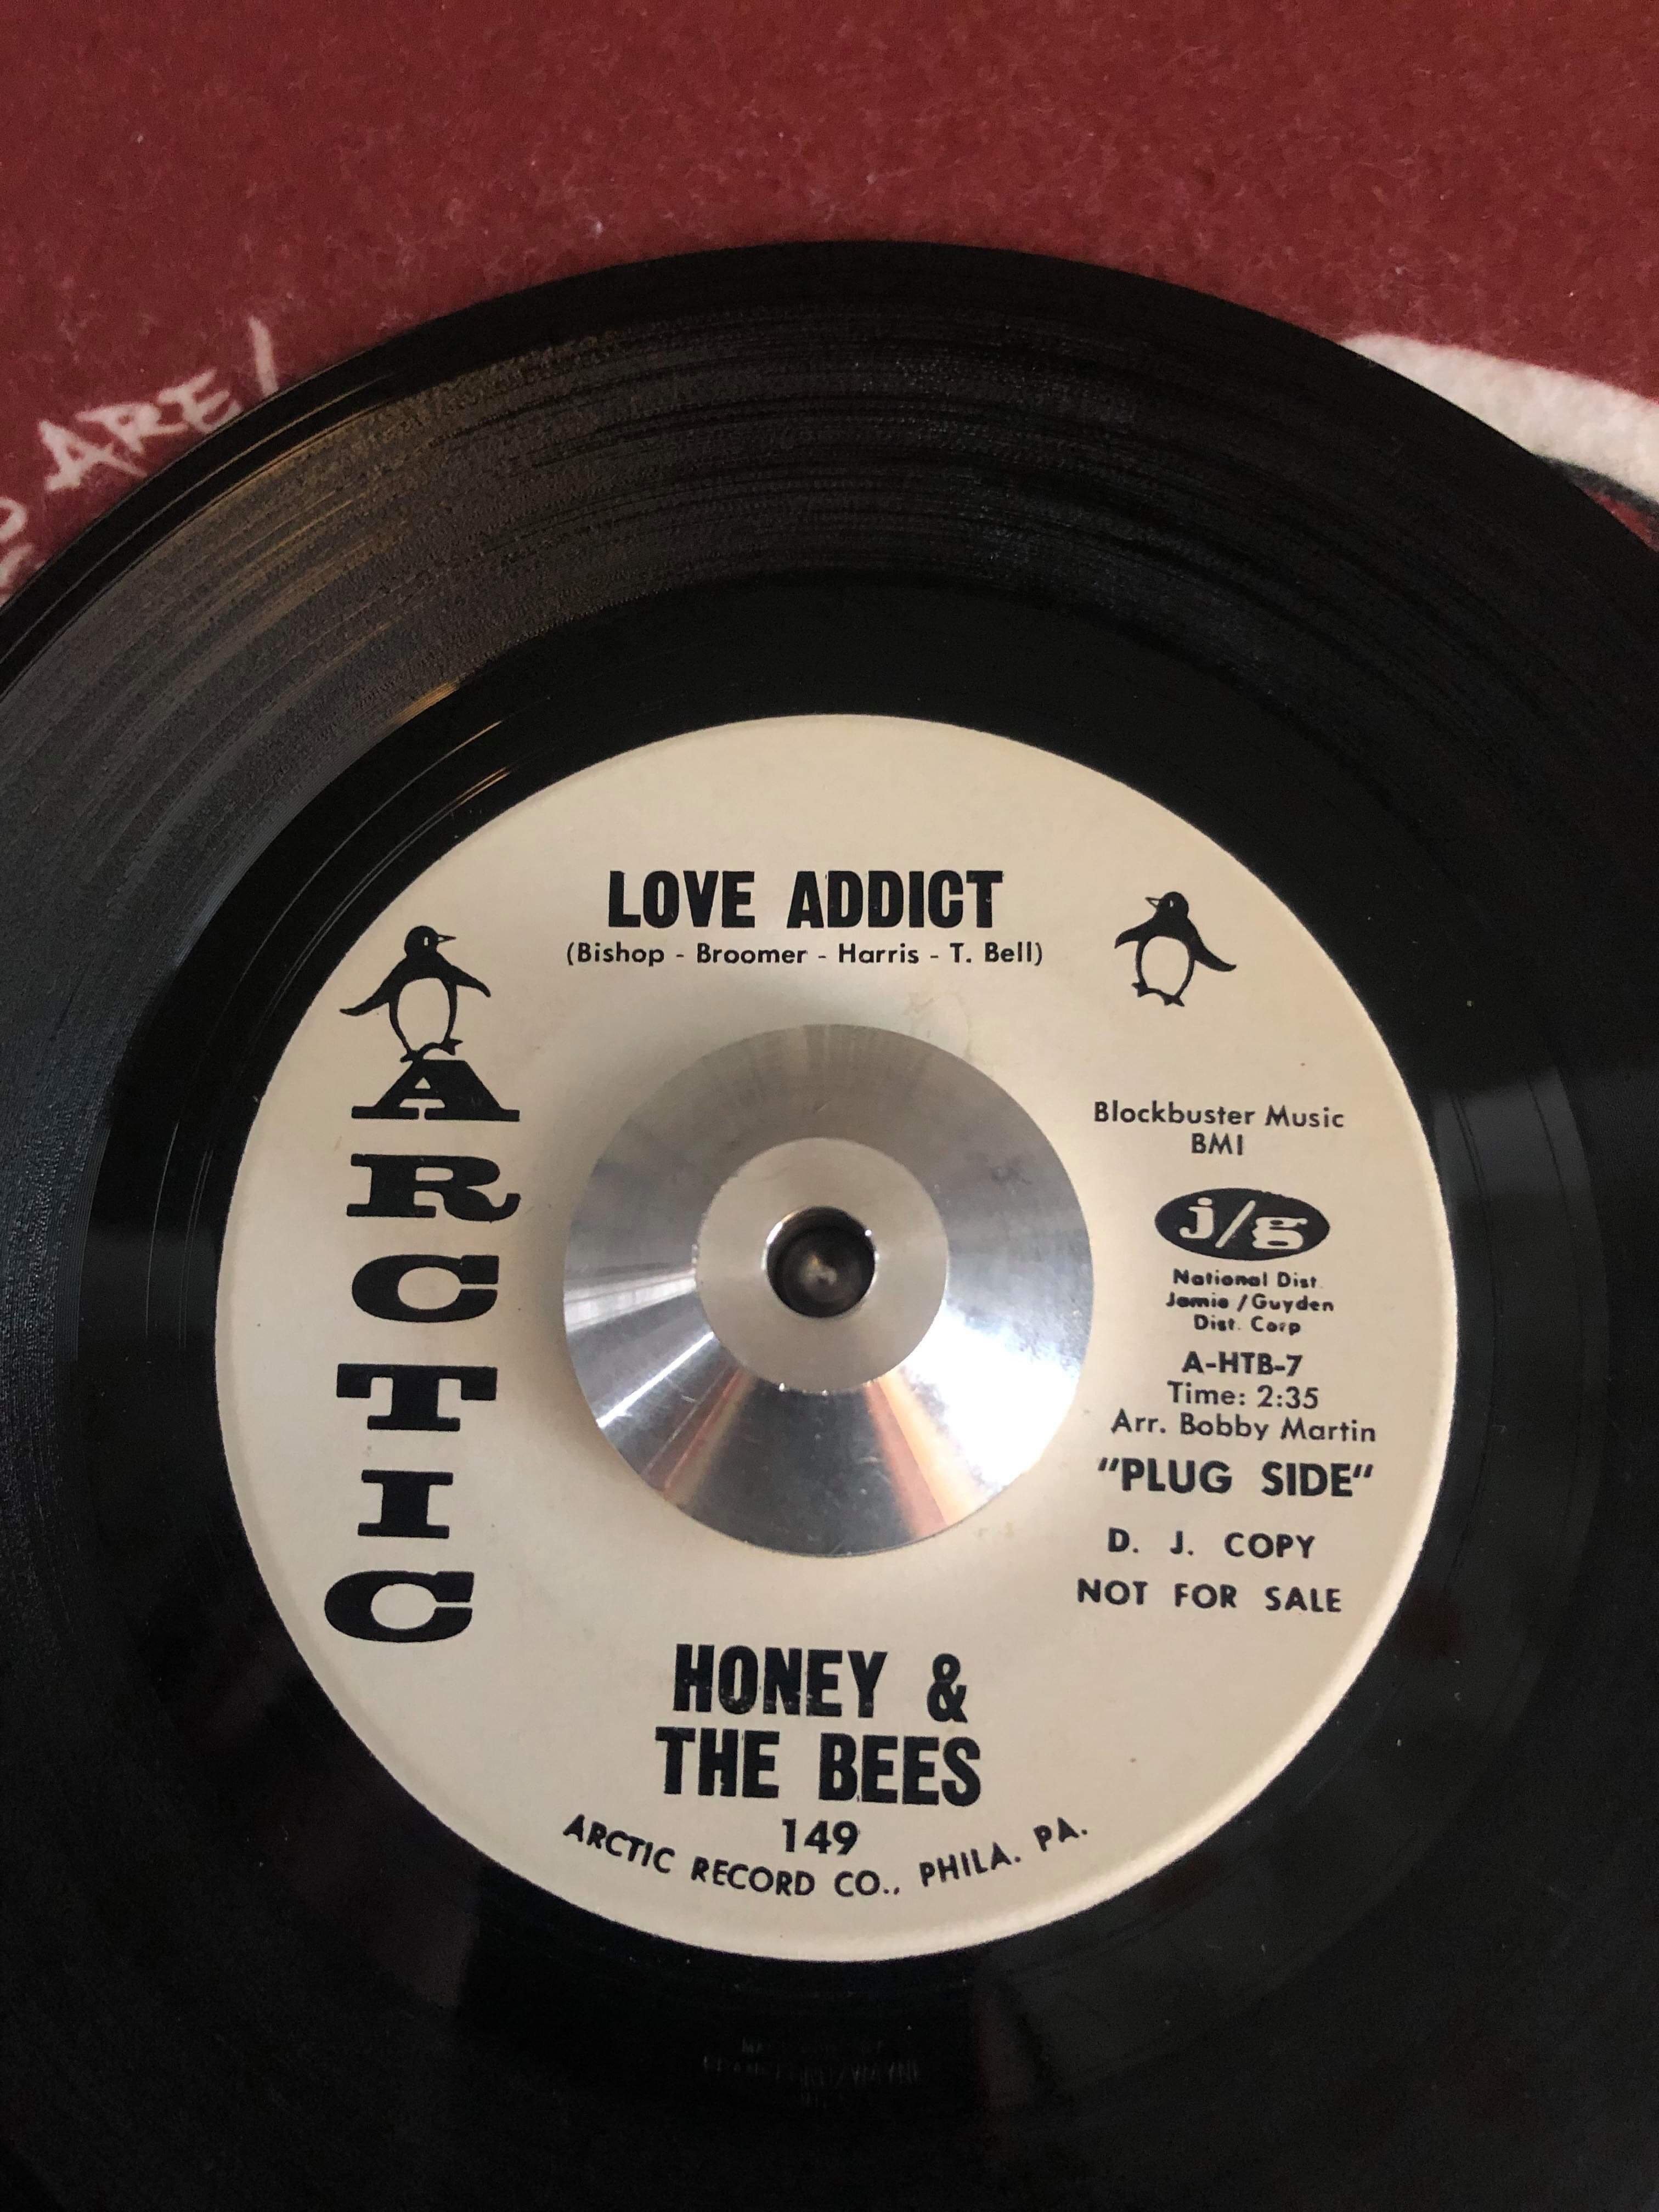 ARE!
LOVE ADDICT
(Bishop - Broomer - Harris - T. Bell)
ARCTIC
Blockbuster Music
BMI
j/g
National Dist.
Jamie / Guyden
Dist. Corp
A-HTB-7
Time: 2:35
Arr. Bobby Martin
"PLUG SIDE"
D. J. COPY
NOT FOR SALE
HONEY &
THE BEES
149
ARCTIC RECORD CO., PHILA. PA.